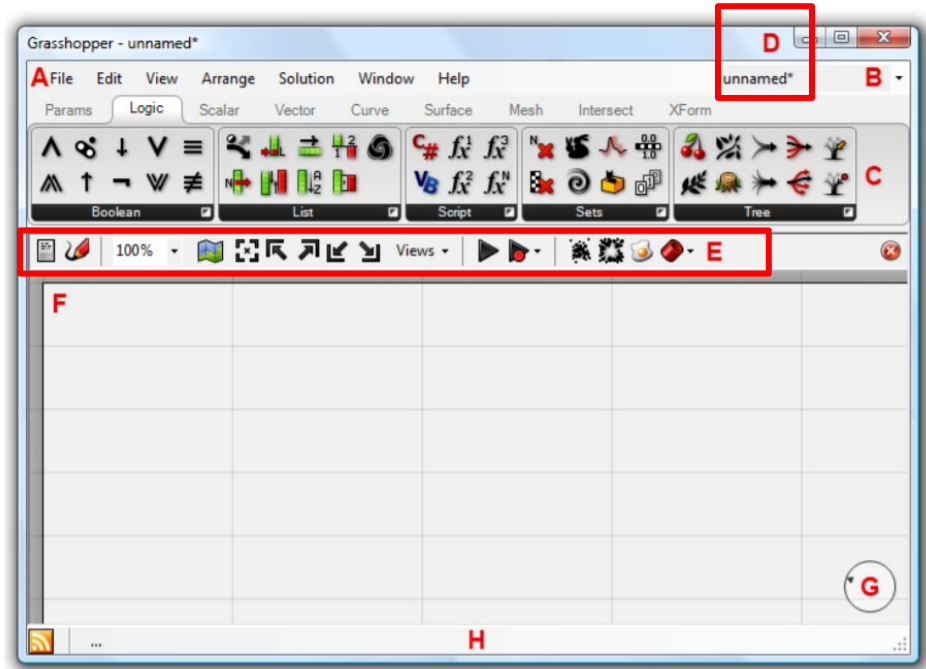 Grasshopper - unnamed* D
A File Edit View Arrange Solution Window Help unnamed* B
Params Logic Scalar Vector Curve Surface Mesh Intersect XForm
C
Boolean List Script Sets Tree
100% Views E
F
G
... H